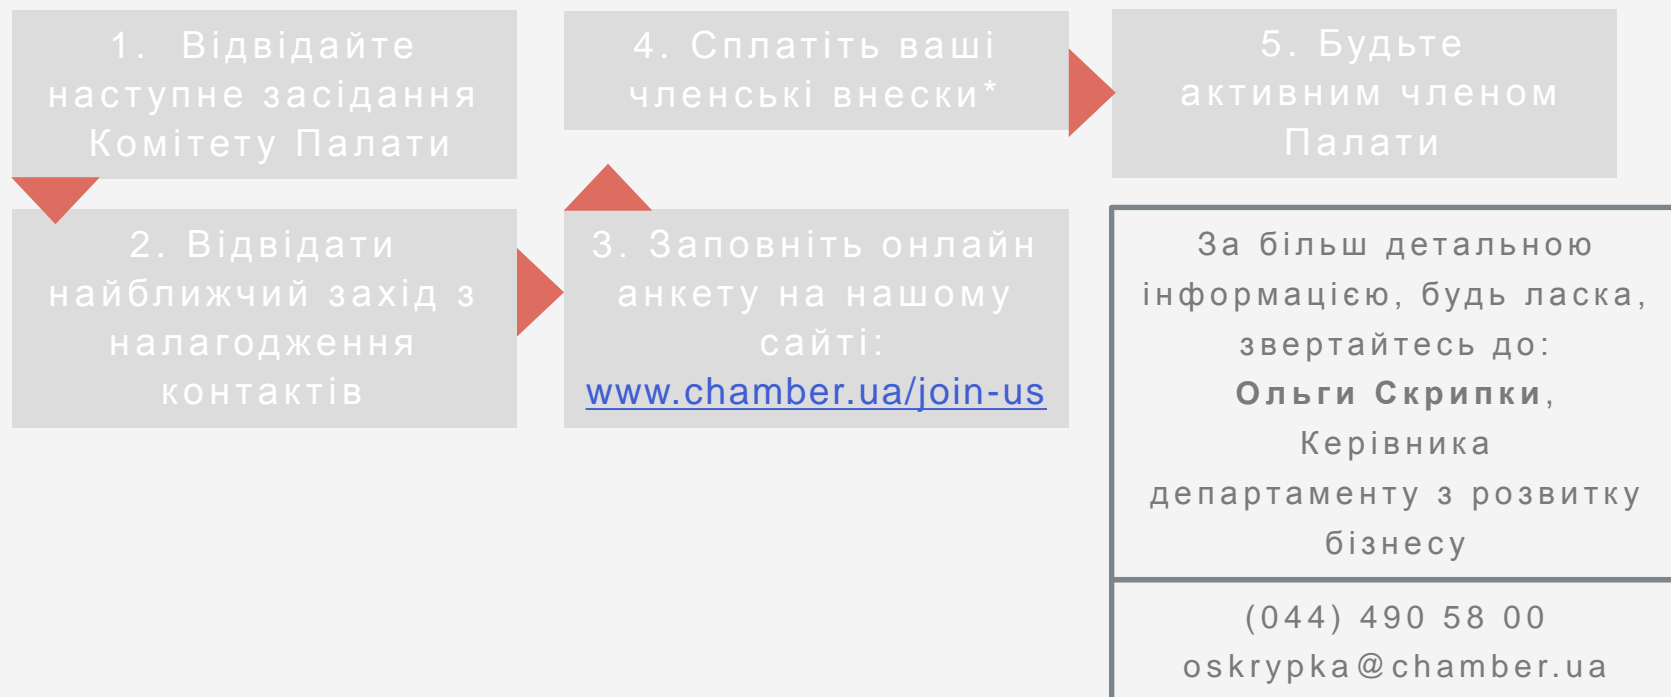 1. Відвідайте
наступне засідання
Комітету Палати
2. Відвідати
найближчий захід з
налагодження
контактів
3. Заповніть онлайн
анкету на нашому
сайті:
www.chamber.ua/join-us
4. Сплатіть ваші
членські внески*
5. Будьте
активним членом
Палати
За більш детальною
інформацією, будь ласка,
звертайтесь до:
Ольги Скрипки,
Керівника
департаменту з розвитку
бізнесу
(044) 490 58 00
oskrypka@chamber.ua